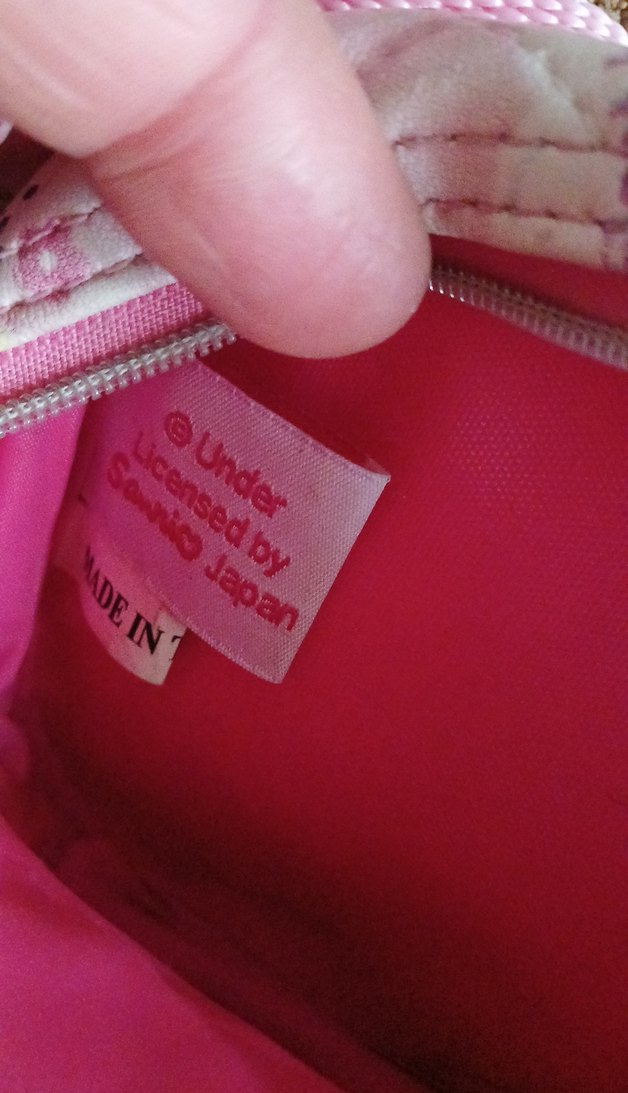 © Under
Licensed by
Sanrio Japan
MADE IN